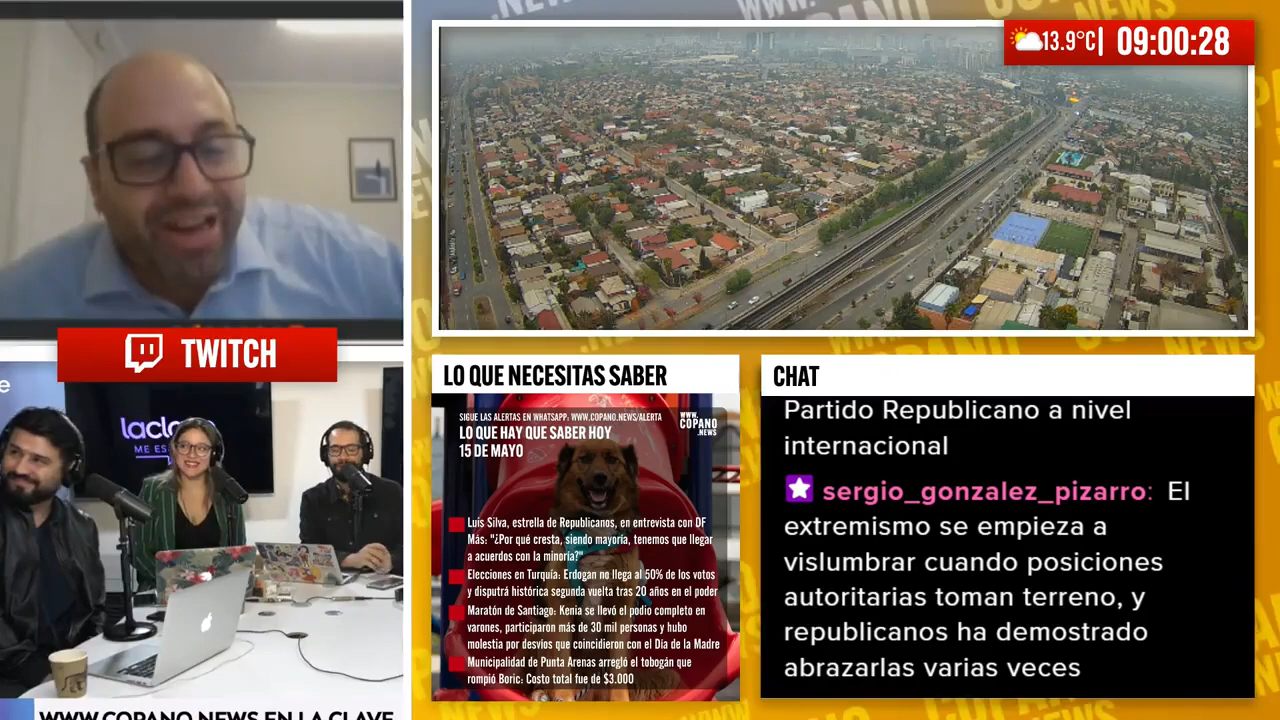 13.9°C| 09:00:28
TWITCH
lacla
ME ES
e
WWW.COPANO.NEWS EN LA CLAVE
LO QUE NECESITAS SABER
SIGUE LAS ALERTAS EN WHATSAPP: WWW.COPANO.NEWS/ALERTA
LO QUE HAY QUE SABER HOY
15 DE MAYO
WWW.
COPANO
.NEWS
Luis Silva, estrella de Republicanos, en entrevista con DF
Más: "¿Por qué cresta, siendo mayoría, tenemos que llegar
a acuerdos con la minoría?"
Elecciones en Turquía: Erdogan no llega al 50% de los votos
y disputrá histórica segunda vuelta tras 20 años en el poder
Maratón de Santiago: Kenia se llevó el podio completo en
varones, participaron más de 30 mil personas y hubo
molestia por desvíos que coincidieron con el Día de la Madre
Municipalidad de Punta Arenas arregló el tobogán que
rompió Boric: Costo total fue de $3.000
CHAT
Partido Republicano a nivel
internacional
sergio_gonzalez_pizarro: El
extremismo se empieza a
vislumbrar cuando posiciones
autoritarias toman terreno, y
republicanos ha demostrado
abrazarlas varias veces